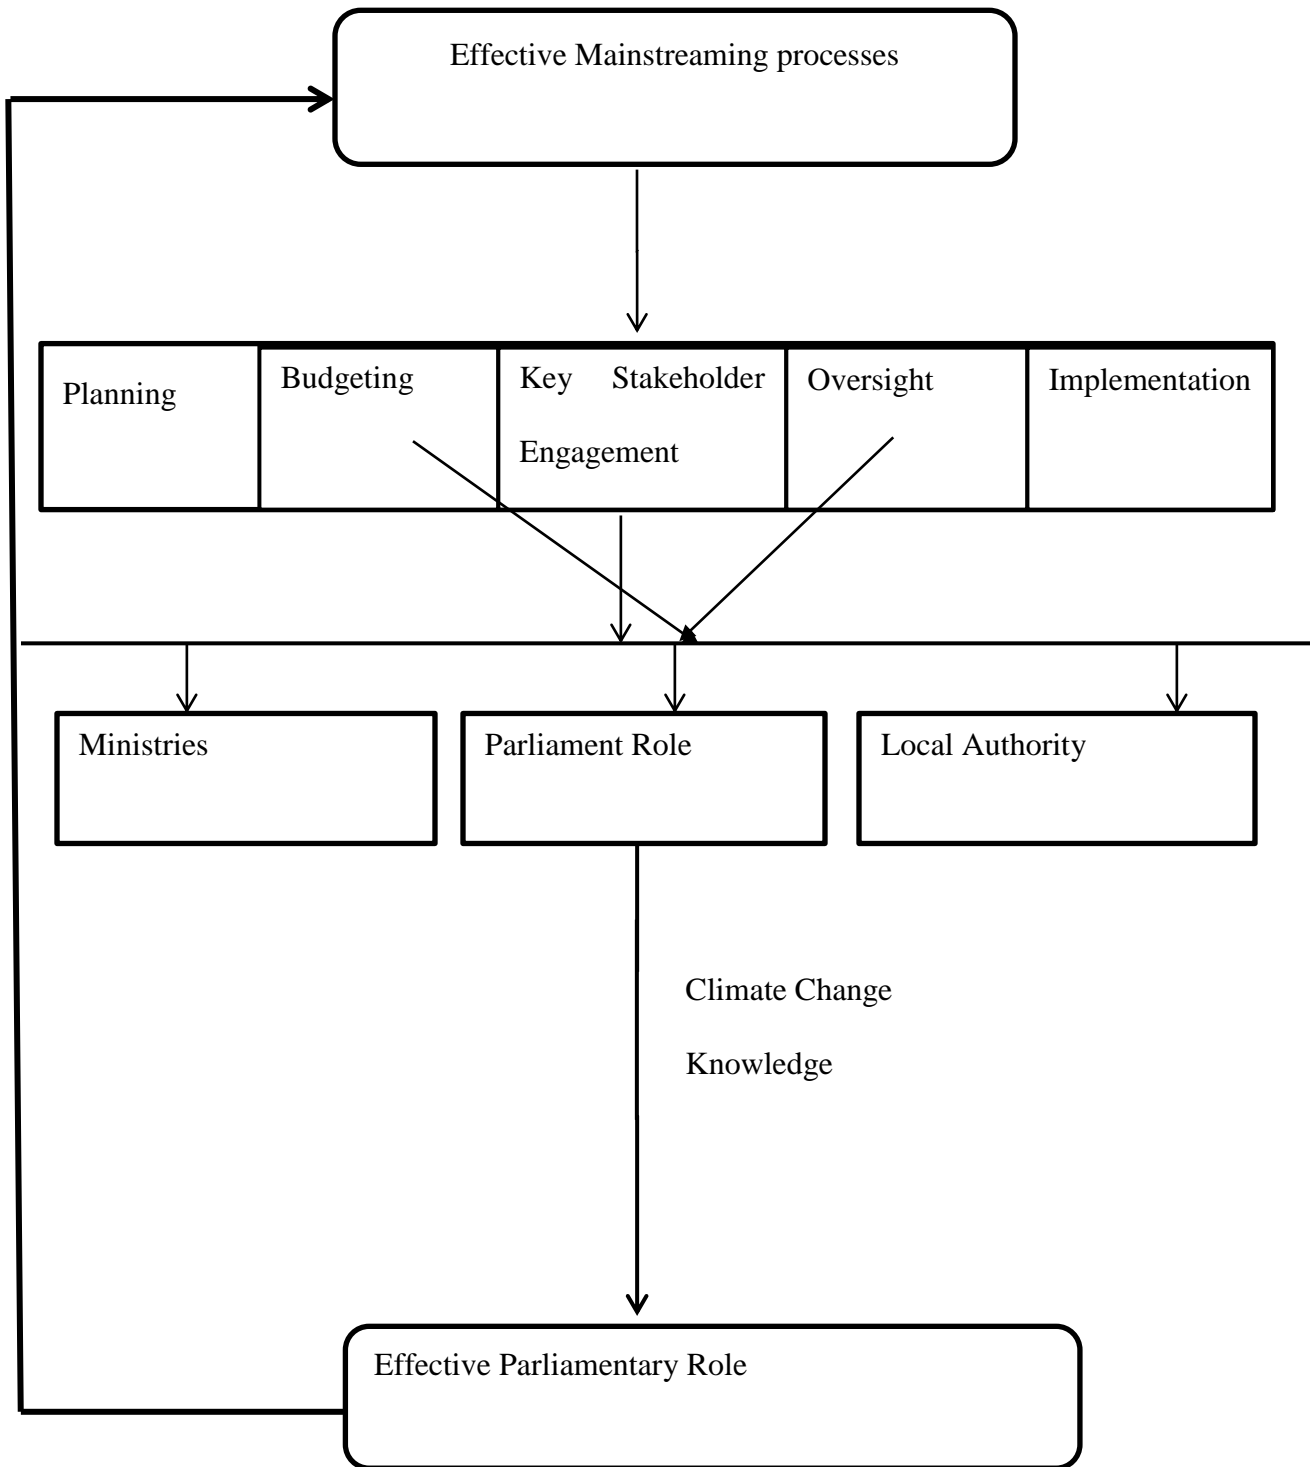 Effective Mainstreaming processes
Planning
Budgeting
Key Stakeholder
Engagement
Oversight
Implementation
Ministries
Parliament Role
Local Authority
Climate Change
Knowledge
Effective Parliamentary Role